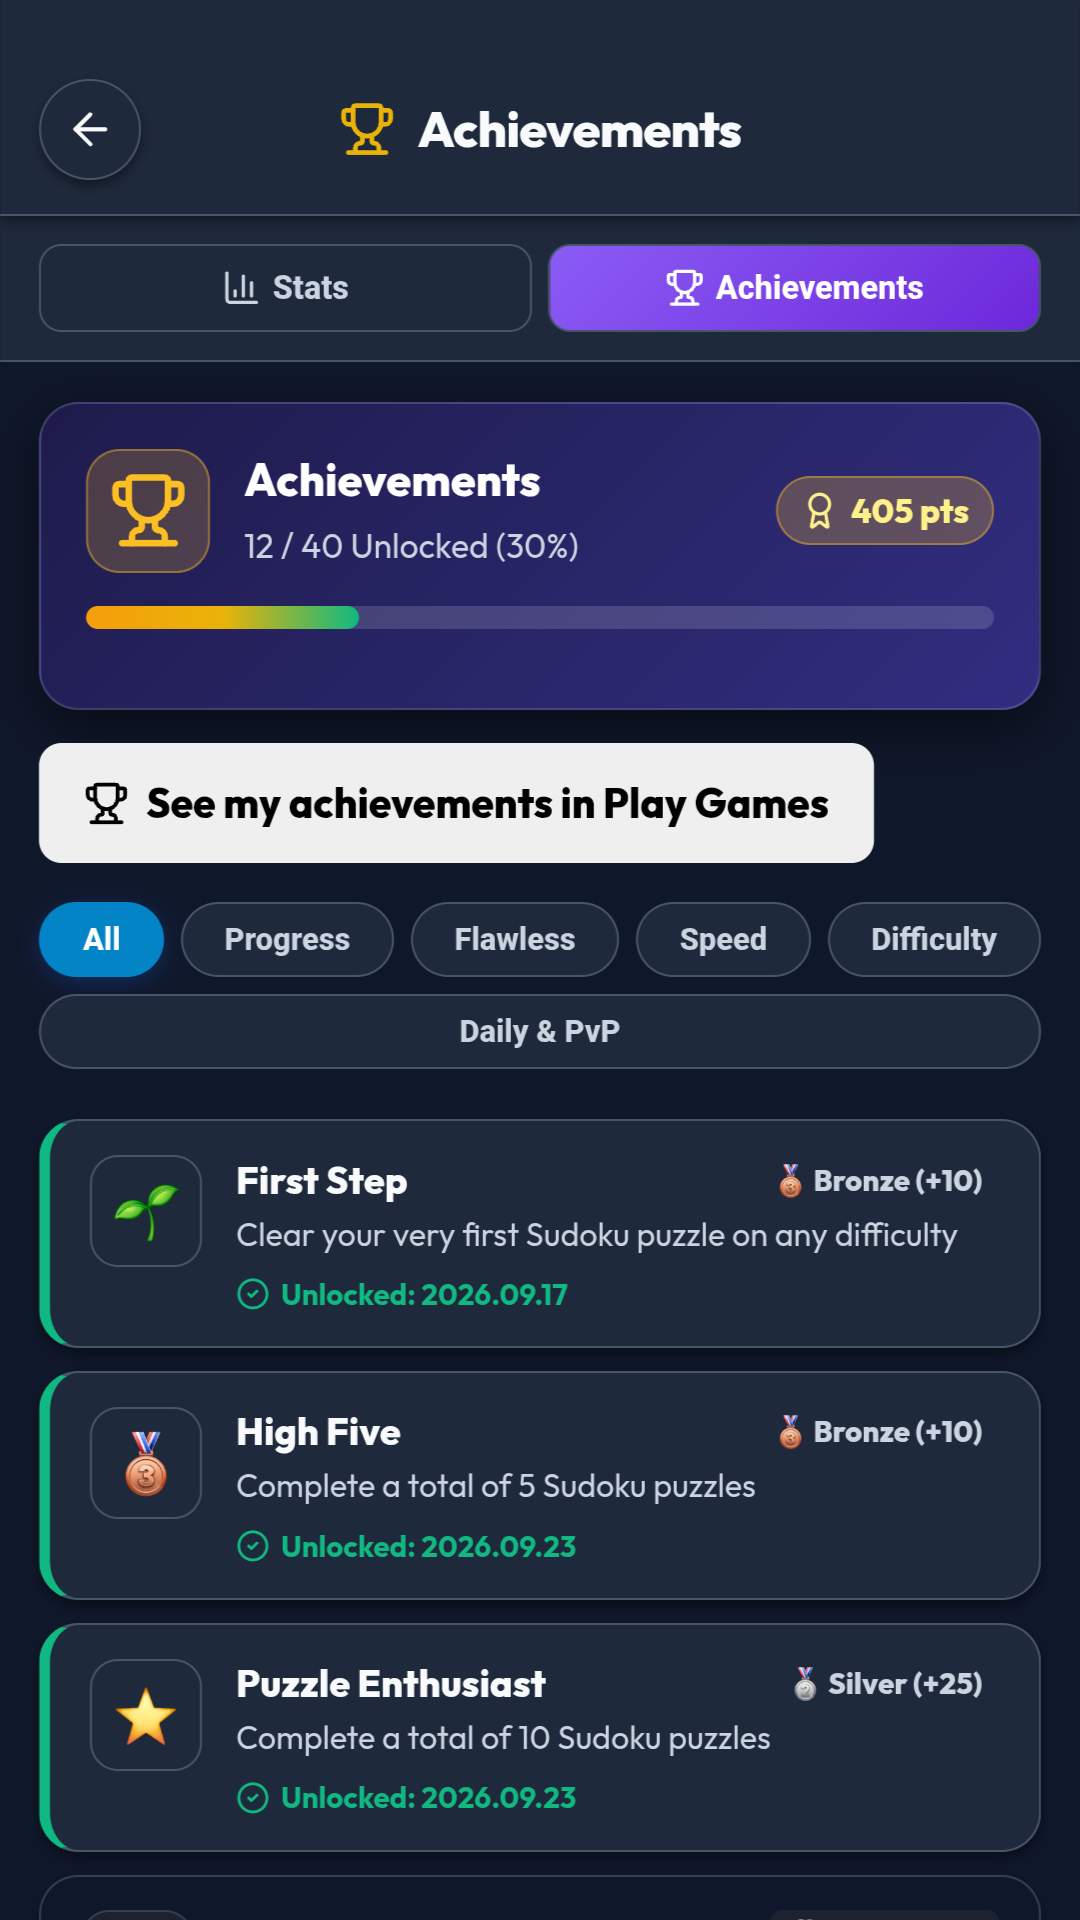 Achievements
Stats
Achievements
Achievements
12 / 40 Unlocked (30%)
405 pts
See my achievements in Play Games
All
Progress
Flawless
Speed
Difficulty
Daily & PvP
First Step
Bronze (+10)
Clear your very first Sudoku puzzle on any difficulty
Unlocked: 2026.09.17
High Five
Bronze (+10)
Complete a total of 5 Sudoku puzzles
Unlocked: 2026.09.23
Puzzle Enthusiast
Silver (+25)
Complete a total of 10 Sudoku puzzles
Unlocked: 2026.09.23